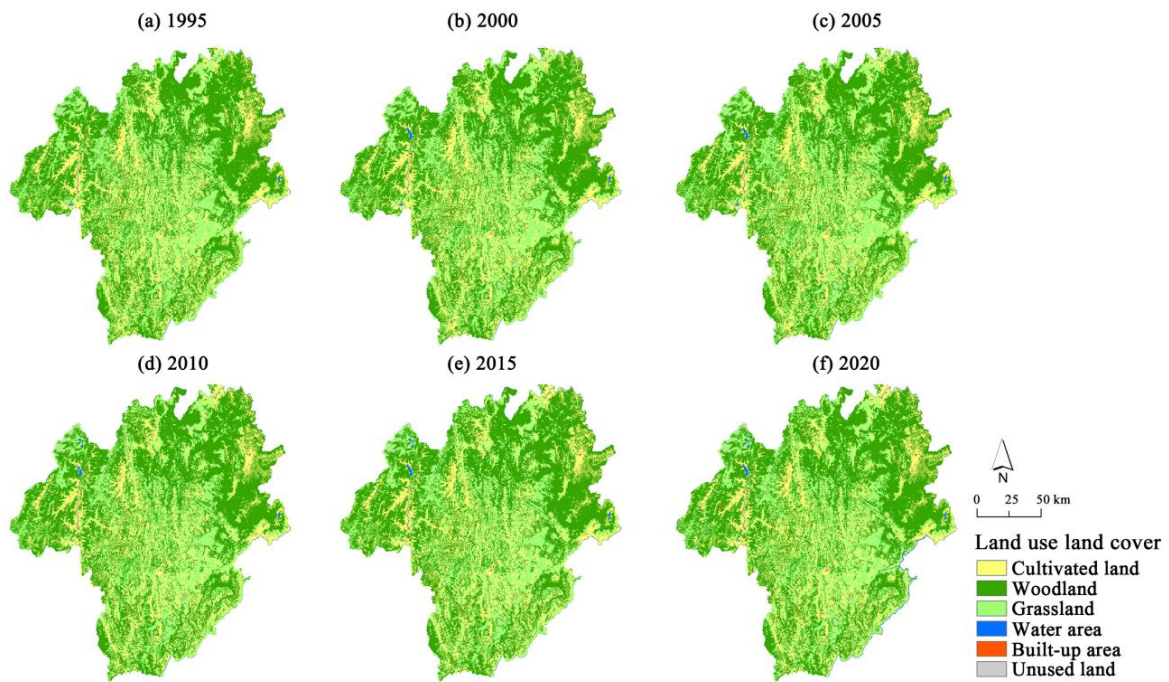 (a) 1995
(b) 2000
(c) 2005
(d) 2010
(e) 2015
(f) 2020
N
0 25 50 km
Land use land cover
Cultivated land
Woodland
Grassland
Water area
Built-up area
Unused land